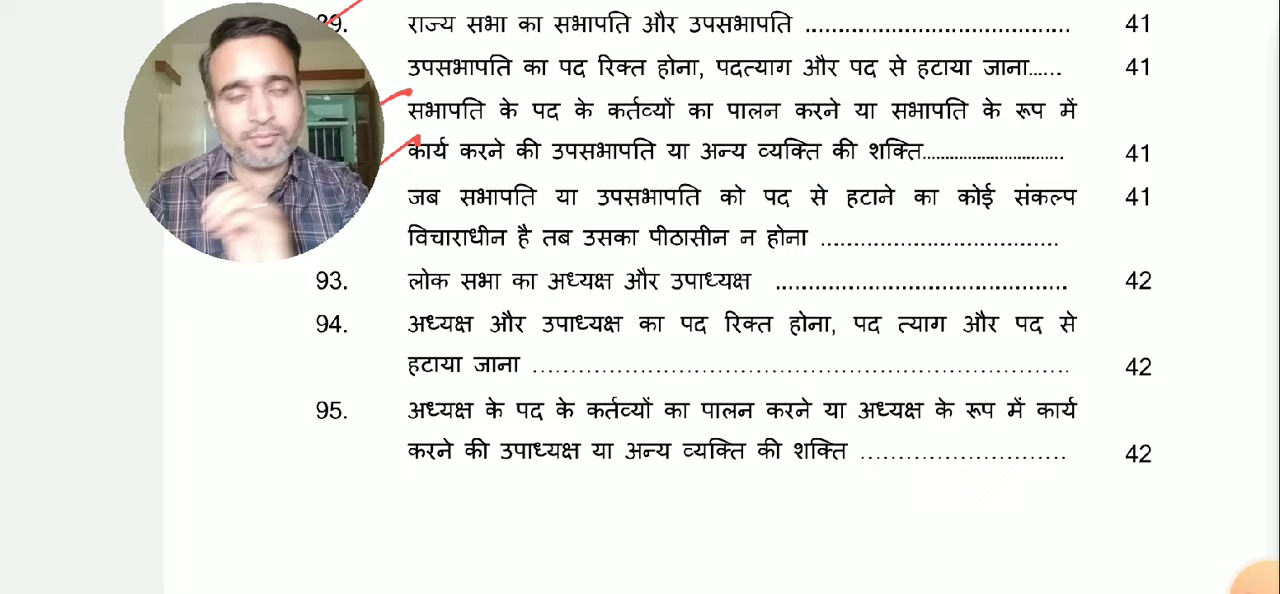 89. राज्य सभा का सभापति और उपसभापति ......................................... 41
उपसभापति का पद रिक्त होना, पदत्याग और पद से हटाया जाना...... 41
सभापति के पद के कर्तव्यों का पालन करने या सभापति के रूप में
कार्य करने की उपसभापति या अन्य व्यक्ति की शक्ति.............................. 41
जब सभापति या उपसभापति को पद से हटाने का कोई संकल्प 41
विचाराधीन है तब उसका पीठासीन न होना .....................................
93. लोक सभा का अध्यक्ष और उपाध्यक्ष ............................................. 42
94. अध्यक्ष और उपाध्यक्ष का पद रिक्त होना, पद त्याग और पद से
हटाया जाना ................................................................ 42
95. अध्यक्ष के पद के कर्तव्यों का पालन करने या अध्यक्ष के रूप में कार्य
करने की उपाध्यक्ष या अन्य व्यक्ति की शक्ति ........................... 42